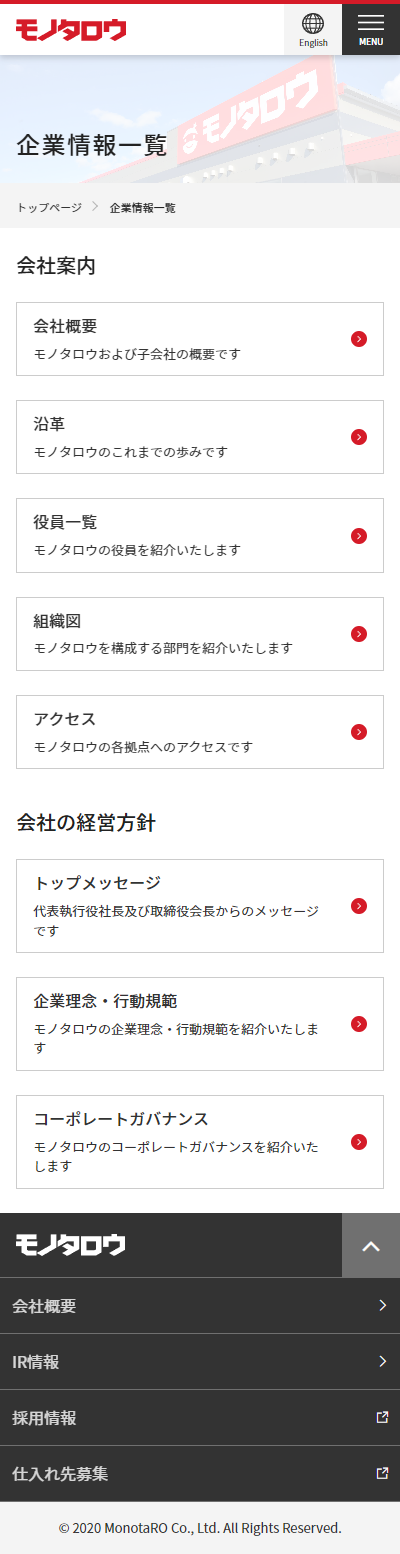 モノタロウ
English
MENU
モノタロウ
企業情報一覧
トップページ
企業情報一覧
会社案内
会社概要
モノタロウおよび子会社の概要です
沿革
モノタロウのこれまでの歩みです
役員一覧
モノタロウの役員を紹介いたします
組織図
モノタロウを構成する部門を紹介いたします
アクセス
モノタロウの各拠点へのアクセスです
会社の経営方針
トップメッセージ
代表執行役社長及び取締役会長からのメッセージ
です
企業理念・行動規範
モノタロウの企業理念・行動規範を紹介いたしま
す
コーポレートガバナンス
モノタロウのコーポレートガバナンスを紹介いた
します
モノタロウ
会社概要
IR情報
採用情報
仕入れ先募集
© 2020 MonotaRO Co., Ltd. All Rights Reserved.